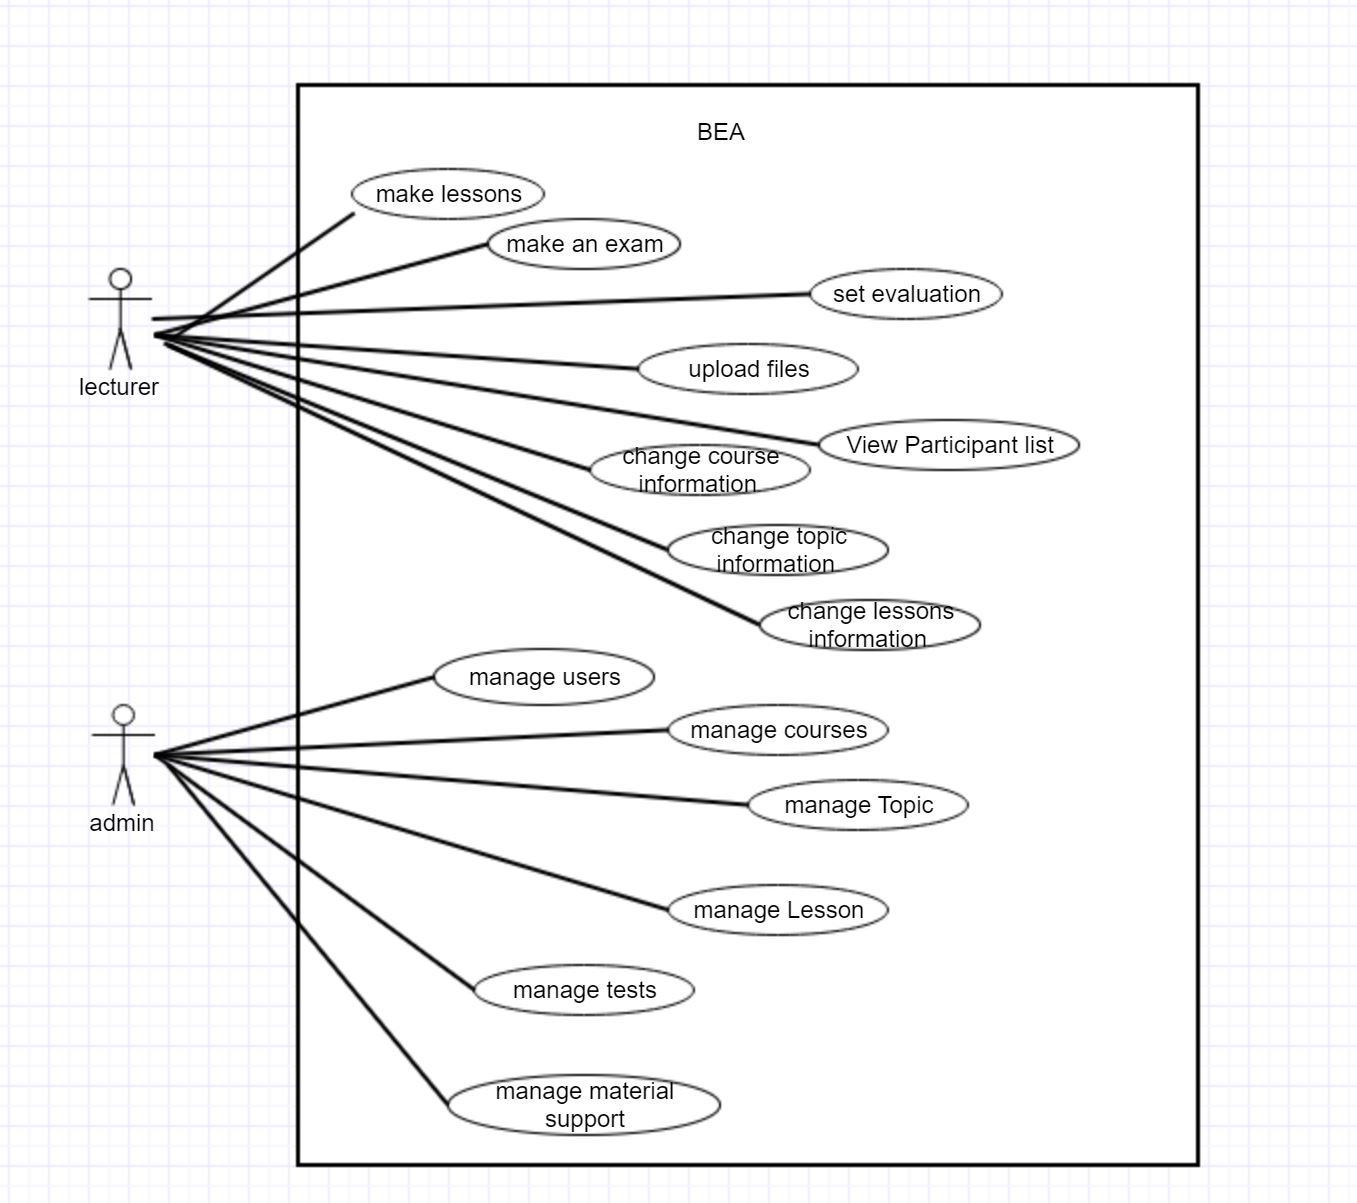 BEA
make lessons
make an exam
set evaluation
lecturer
upload files
View Participant list
change course
information
change topic
information
change lessons
information
manage users
manage courses
admin
manage Topic
manage Lesson
manage tests
manage material
support